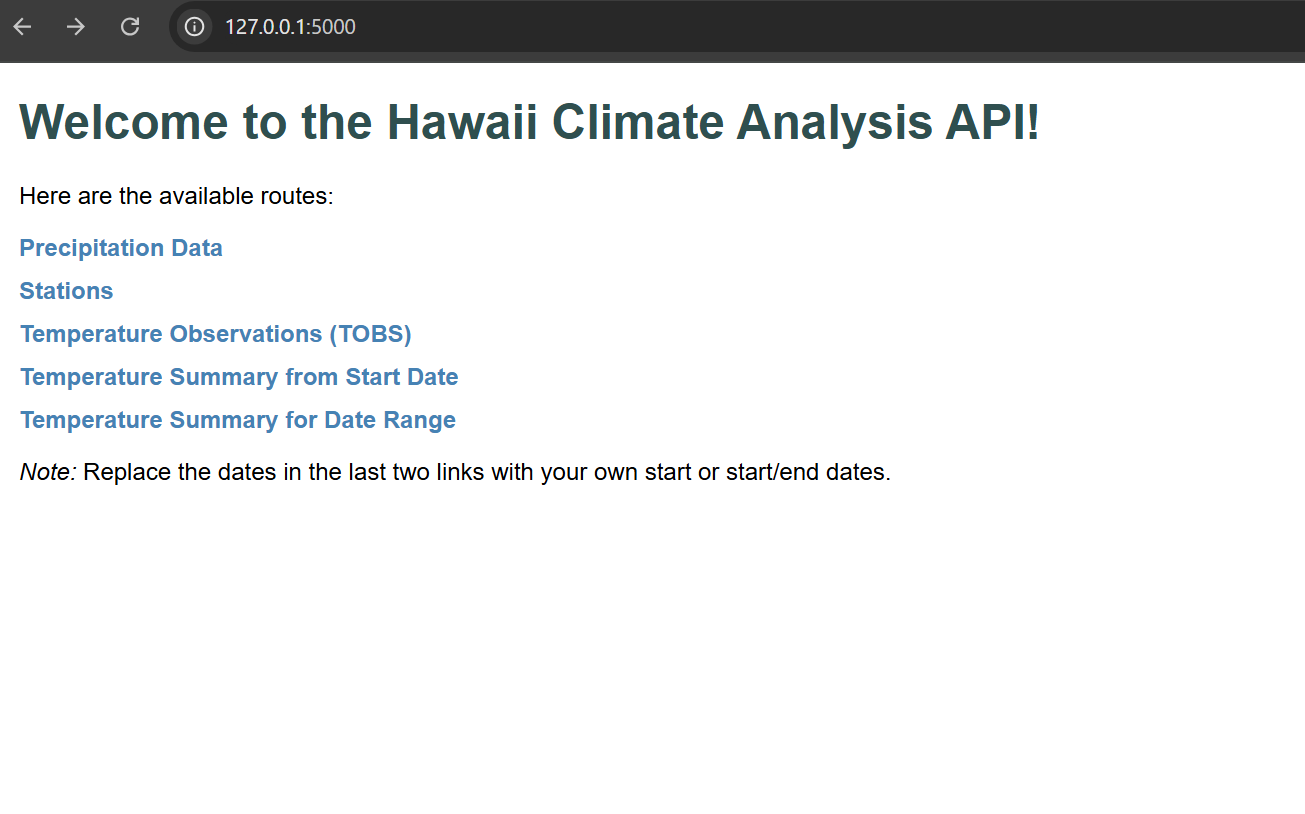 127.0.0.1:5000
Welcome to the Hawaii Climate Analysis API!
Here are the available routes:
Precipitation Data
Stations
Temperature Observations (TOBS)
Temperature Summary from Start Date
Temperature Summary for Date Range
Note: Replace the dates in the last two links with your own start or start/end dates.